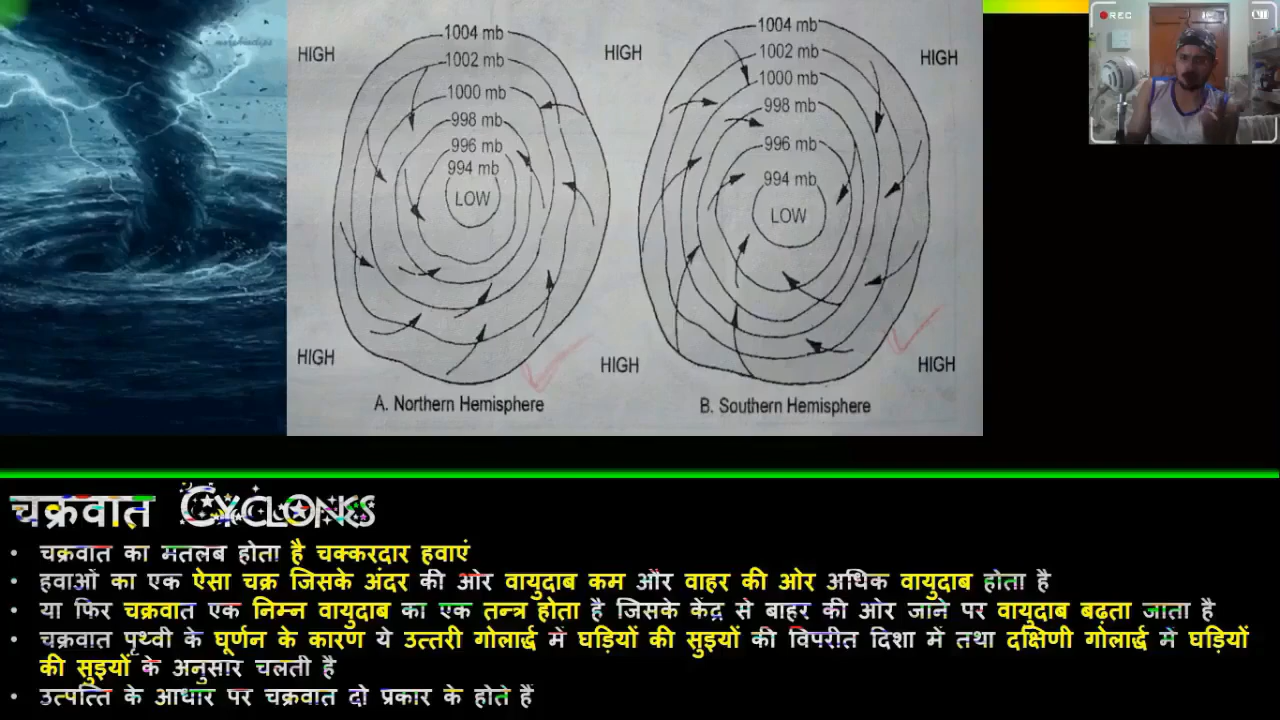 REC
HIGH
HIGH
HIGH
1004 mb
1002 mb
1000 mb
998 mb
996 mb
994 mb
LOW
1004 mb
1002 mb
1000 mb
998 mb
996 mb
994 mb
LOW
HIGH
HIGH
HIGH
A. Northern Hemisphere
B. Southern Hemisphere
चक्रवात CYCLONES
• चक्रवात का मतलब होता है चक्करदार हवाएं
• हवाओं का एक ऐसा चक्र जिसके अंदर की ओर वायुदाब कम और वाहर की ओर अधिक वायुदाब होता है
• या फिर चक्रवात एक निम्न वायुदाब का एक तन्त्र होता है जिसके केंद्र से बाहर की ओर जाने पर वायुदाब बढ़ता जाता है
• चक्रवात पृथ्वी के घूर्णन के कारण ये उत्तरी गोलार्द्ध में घड़ियों की सुइयों की विपरीत दिशा में तथा दक्षिणी गोलार्द्ध मे घड़ियों
की सुइयों के अनुसार चलती है
• उत्पत्ति के आधार पर चक्रवात दो प्रकार के होते हैं